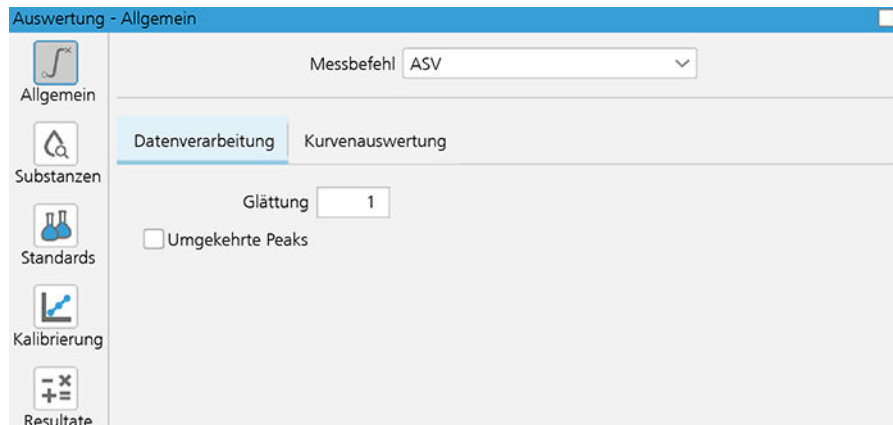 Auswertung - Allgemein
Messbefehl ASV
Allgemein
Datenverarbeitung Kurvenauswertung
Substanzen
Glättung 1
Umgekehrte Peaks
Standards
Kalibrierung
Resultate